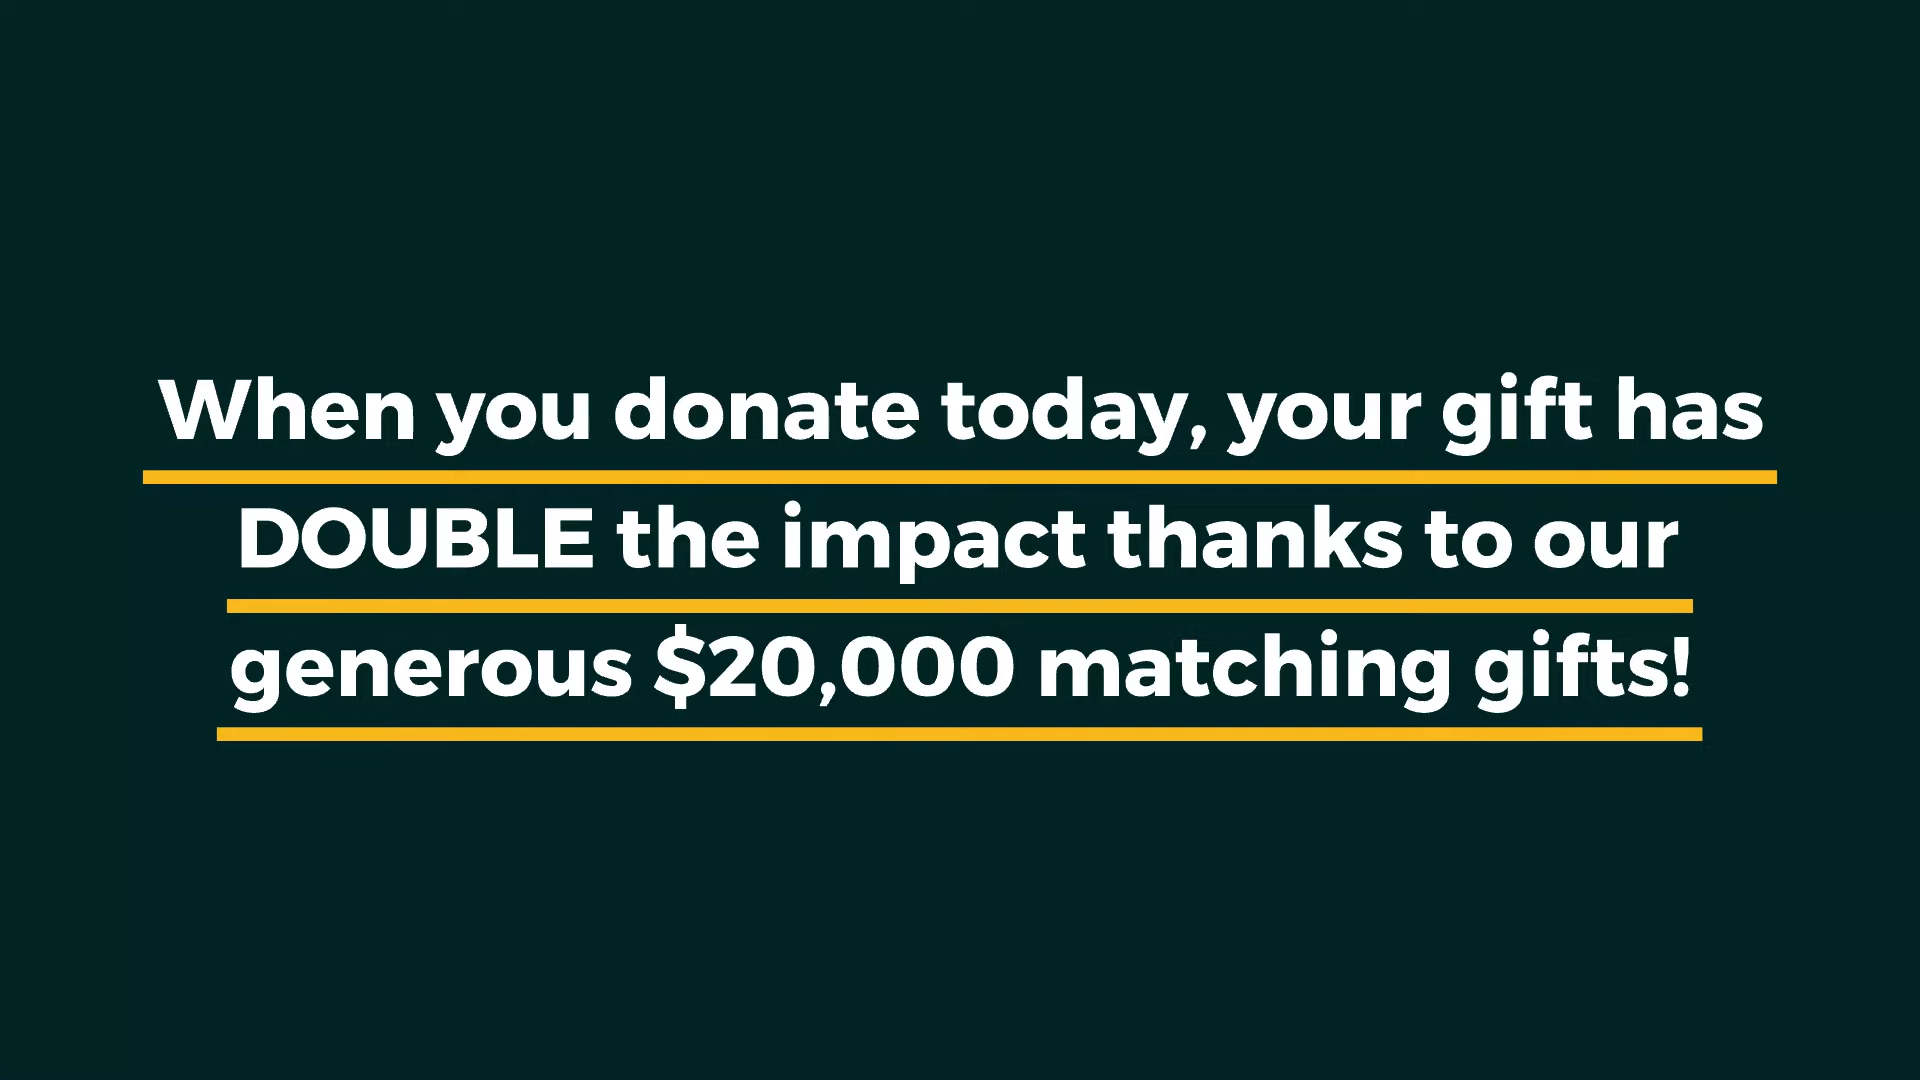 When you donate today, your gift has
DOUBLE the impact thanks to our
generous $20,000 matching gifts!